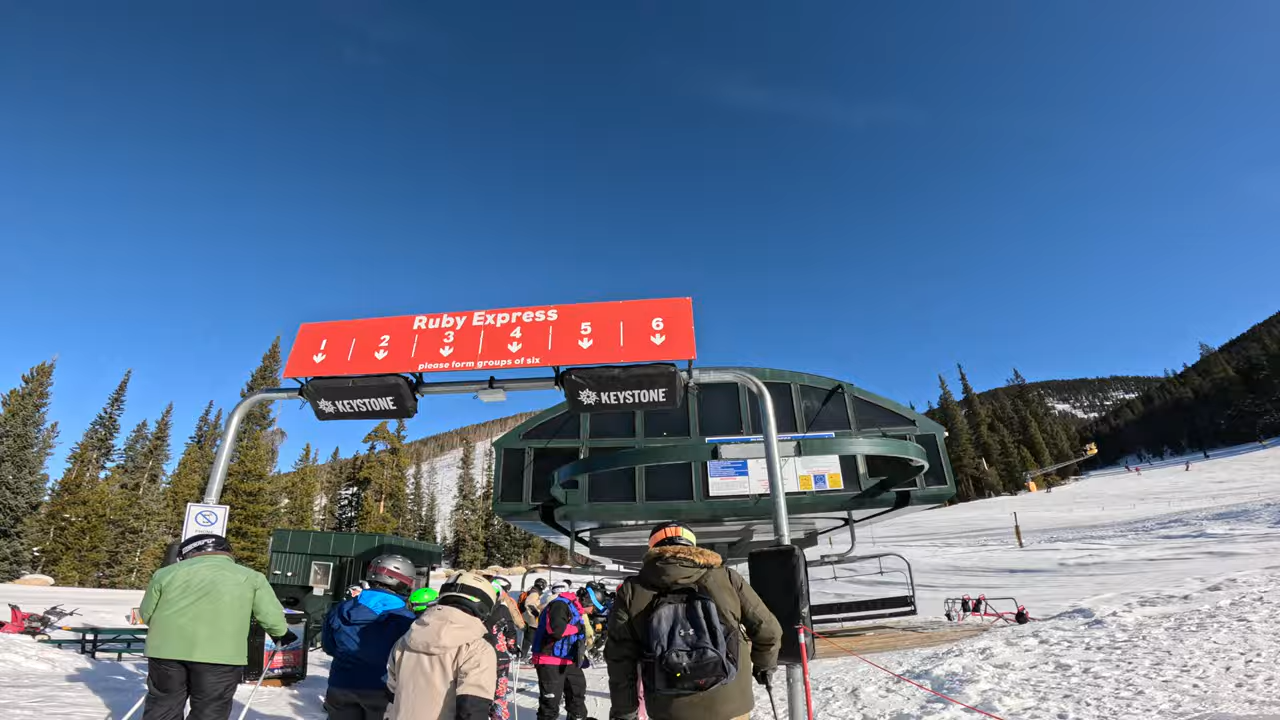 Ruby Express
1 2 3 4 5 6
please form groups of six
KEYSTONE
KEYSTONE